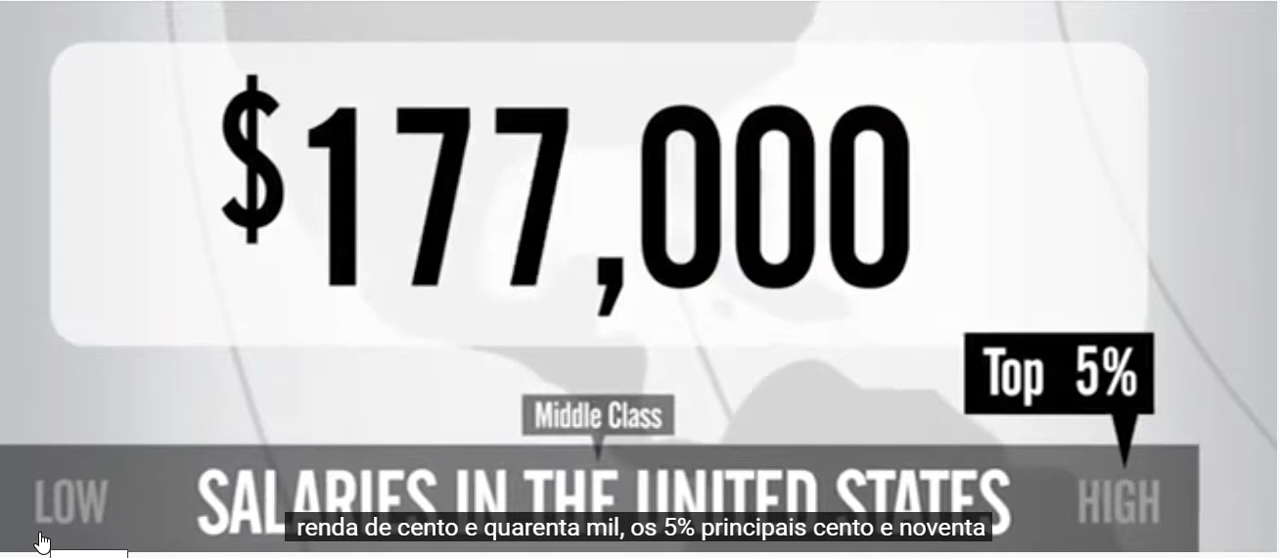 $177,000
Top 5%
Middle Class
LOW SALARIES IN THE UNITED STATES HIGH
renda de cento e quarenta mil, os 5% principais cento e noventa